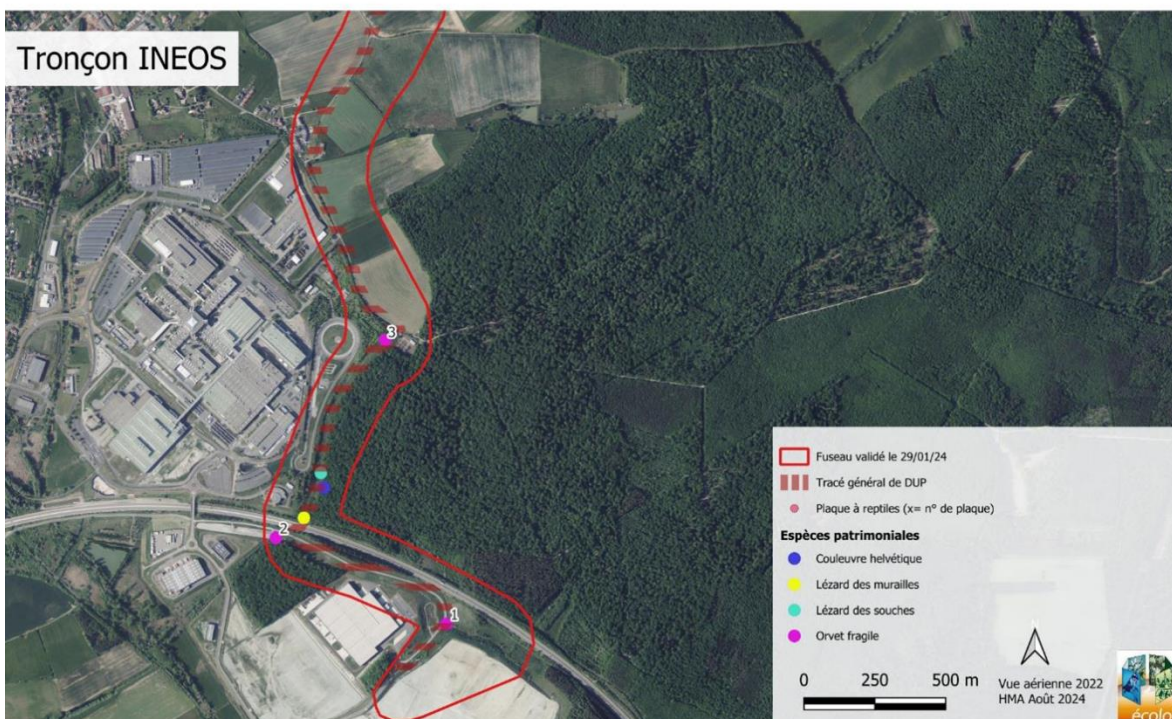 Tronçon INEOS
3
2
1
Fuseau validé le 29/01/24
Tracé général de DUP
Plaque à reptiles (x= n° de plaque)
Espèces patrimoniales
Couleuvre helvétique
Lézard des murailles
Lézard des souches
Orvet fragile
0 250 500 m
Vue aérienne 2022
HMA Août 2024